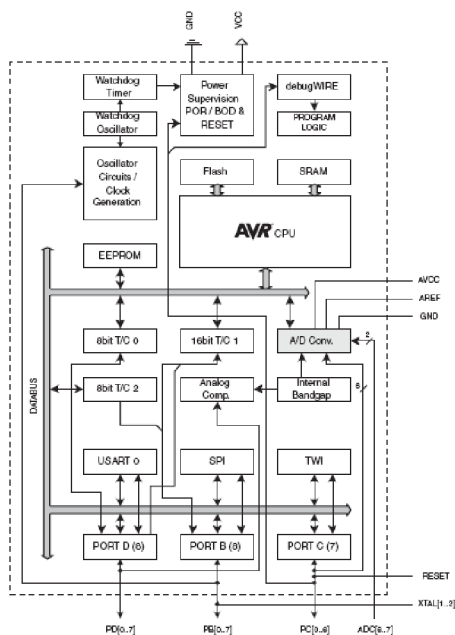 GND
VCC
Watchdog
Timer
Watchdog
Oscillator
Oscillator
Circuits /
Clock
Generation
Power
Supervision
POR / BOD &
RESET
debugWIRE
PROGRAM
LOGIC
Flash
SRAM
AVR CPU
EEPROM
AVCC
AREF
GND
8bit T/C 0
16bit T/C 1
A/D Conv.
2
DATABUS
8bit T/C 2
Analog
Comp.
Internal
Bandgap
6
USART 0
SPI
TWI
PORT D (8)
PORT B (8)
PORT C (7)
RESET
XTAL[1..2]
PD[0..7]
PB[0..7]
PC[0..6]
ADC[6..7]